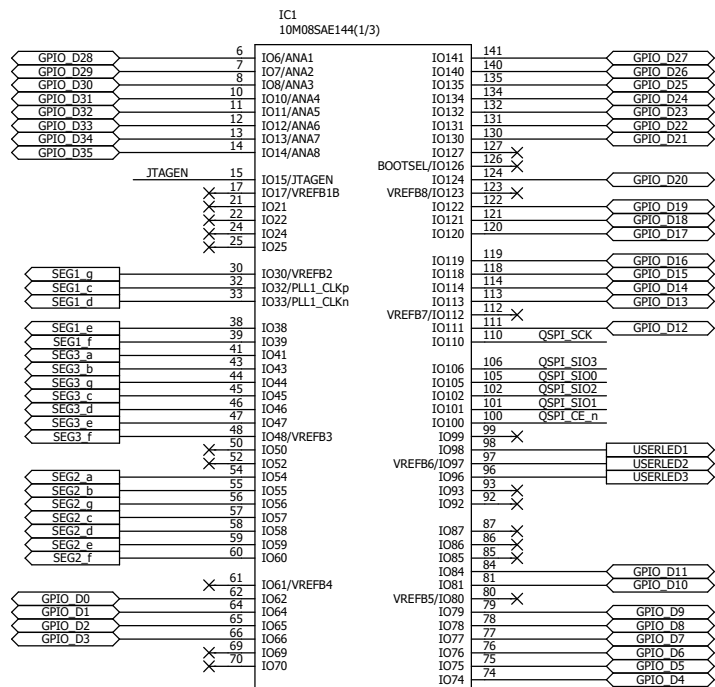 IC1
10M08SAE144(1/3)
GPIO_D28 6 IO6/ANA1
GPIO_D29 7 IO7/ANA2
GPIO_D30 8 IO8/ANA3
GPIO_D31 10 IO10/ANA4
GPIO_D32 11 IO11/ANA5
GPIO_D33 12 IO12/ANA6
GPIO_D34 13 IO13/ANA7
GPIO_D35 14 IO14/ANA8
JTAGEN 15 IO15/JTAGEN
17 IO17/VREFB1B
21 IO21
22 IO22
24 IO24
25 IO25
SEG1_g 30 IO30/VREFB2
SEG1_c 32 IO32/PLL1_CLKp
SEG1_d 33 IO33/PLL1_CLKn
SEG1_e 38 IO38
SEG1_f 39 IO39
SEG3_a 41 IO41
SEG3_b 43 IO43
SEG3_g 44 IO44
SEG3_c 45 IO45
SEG3_d 46 IO46
SEG3_e 47 IO47
SEG3_f 48 IO48/VREFB3
50 IO50
52 IO52
SEG2_a 54 IO54
SEG2_b 55 IO55
SEG2_g 56 IO56
SEG2_c 57 IO57
SEG2_d 58 IO58
SEG2_e 59 IO59
SEG2_f 60 IO60
61 IO61/VREFB4
GPIO_D0 62 IO62
GPIO_D1 64 IO64
GPIO_D2 65 IO65
GPIO_D3 66 IO66
69 IO69
70 IO70
IO141 141 GPIO_D27
IO140 140 GPIO_D26
IO135 135 GPIO_D25
IO134 134 GPIO_D24
IO132 132 GPIO_D23
IO131 131 GPIO_D22
IO130 130 GPIO_D21
IO127 127
BOOTSEL/IO126 126
IO124 124 GPIO_D20
VREFB8/IO123 123
IO122 122 GPIO_D19
IO121 121 GPIO_D18
IO120 120 GPIO_D17
IO119 119 GPIO_D16
IO118 118 GPIO_D15
IO114 114 GPIO_D14
IO113 113 GPIO_D13
VREFB7/IO112 112
IO111 111 GPIO_D12
IO110 110 QSPI_SCK
IO106 106 QSPI_SIO3
IO105 105 QSPI_SIO0
IO102 102 QSPI_SIO2
IO101 101 QSPI_SIO1
IO100 100 QSPI_CE_n
IO99 99
IO98 98 USERLED1
VREFB6/IO97 97 USERLED2
IO96 96 USERLED3
IO93 93
IO92 92
IO87 87
IO86 86
IO85 85
IO84 84 GPIO_D11
IO81 81 GPIO_D10
VREFB5/IO80 80
IO79 79 GPIO_D9
IO78 78 GPIO_D8
IO77 77 GPIO_D7
IO76 76 GPIO_D6
IO75 75 GPIO_D5
IO74 74 GPIO_D4